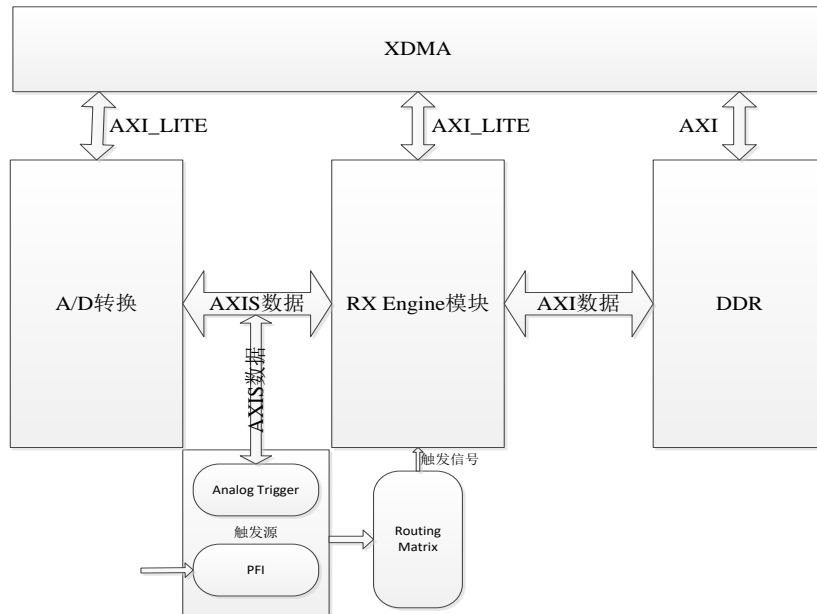 XDMA
AXI_LITE
AXI_LITE
AXI
A/D转换
AXIS数据
RX Engine模块
AXI数据
DDR
AXIS数据
触发信号
Analog Trigger
触发源
PFI
Routing
Matrix